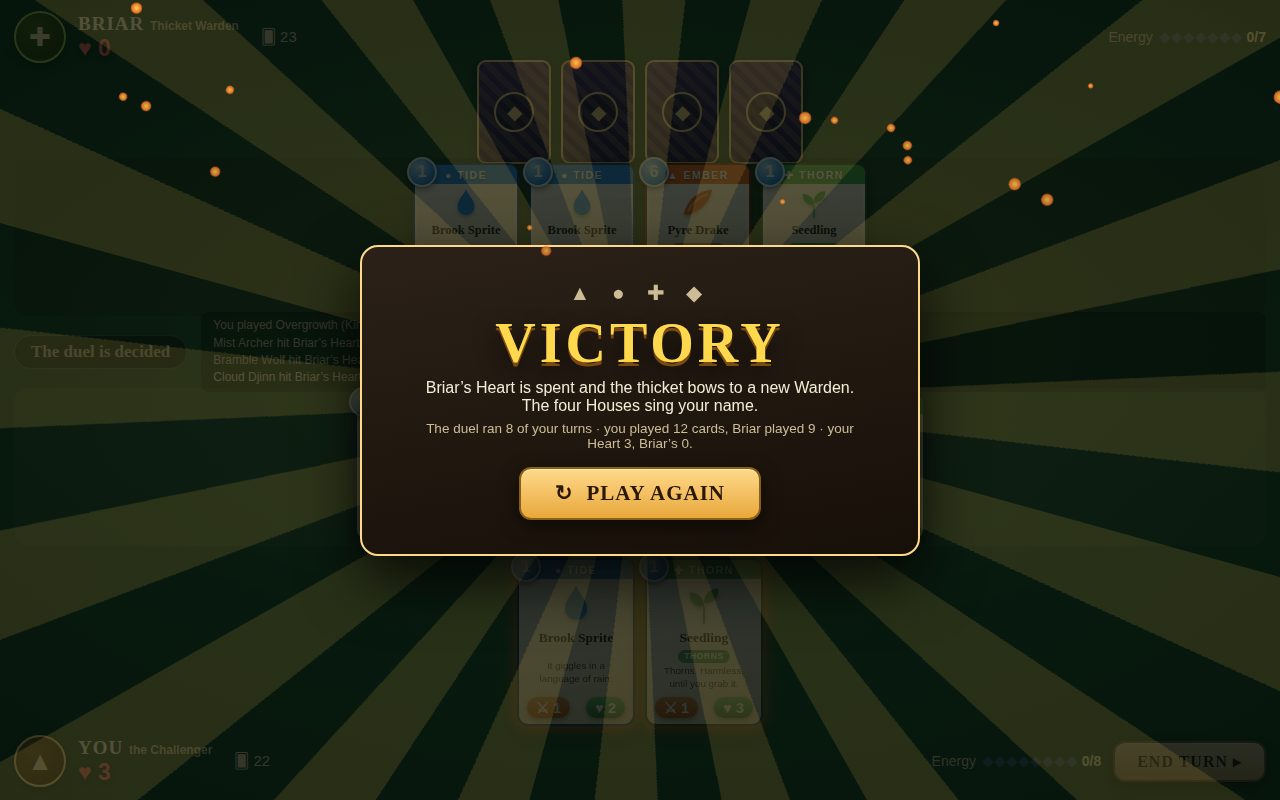 BRIAR Thicket Warden
♥ 0
23
Energy ◆◆◆◆◆◆◆ 0/7
1 ● TIDE
1 ● TIDE
6 ▲ EMBER
1 ✚ THORN
Brook Sprite
Brook Sprite
Pyre Drake
Seedling
▲ ● ✚ ◆
VICTORY
Briar’s Heart is spent and the thicket bows to a new Warden.
The four Houses sing your name.
The duel ran 8 of your turns · you played 12 cards, Briar played 9 · your
Heart 3, Briar’s 0.
↻ PLAY AGAIN
The duel is decided
You played Overgrowth
Mist Archer hit Briar’s
Bramble Wolf hit Briar’s
Cloud Djinn hit Briar’s
1 ● TIDE
Brook Sprite
It giggles in a
language of rain.
⚔ 1 ♥ 2
1 ✚ THORN
Seedling
THORNS
Thorns. Harmless,
until you grab it.
⚔ 1 ♥ 3
YOU the Challenger
♥ 3
22
Energy ◆◆◆◆◆◆◆◆ 0/8
END TURN ▸